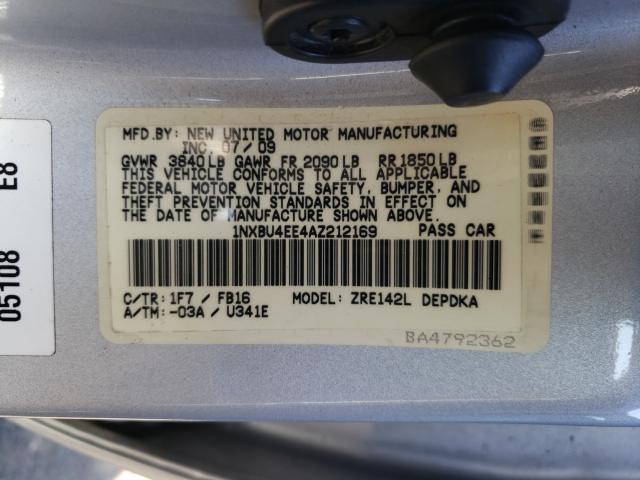 MFD.BY: NEW UNITED MOTOR MANUFACTURING
INC. 07/09
GVWR 3840LB GAWR FR 2090LB RR 1850LB
THIS VEHICLE CONFORMS TO ALL APPLICABLE
FEDERAL MOTOR VEHICLE SAFETY, BUMPER, AND
THEFT PREVENTION STANDARDS IN EFFECT ON
THE DATE OF MANUFACTURE SHOWN ABOVE.
1NXBU4EE4AZ212169 PASS CAR
C/TR: 1F7 / FB16 MODEL: ZRE142L DEPDKA
A/TM: -03A / U341E
BA4792362
05108 E8